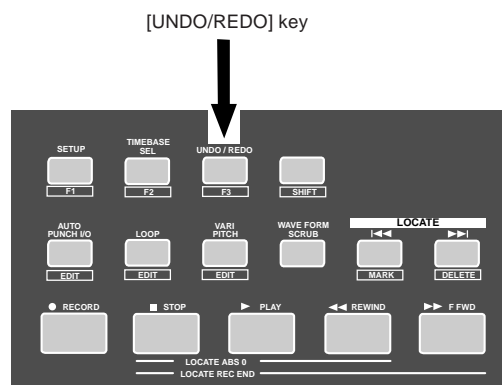 [UNDO/REDO] key
SETUP
TIMEBASE
SEL
UNDO / REDO
F1
F2
F3
SHIFT
AUTO
PUNCH I/O
LOOP
VARI
PITCH
WAVE FORM
SCRUB
LOCATE
EDIT
EDIT
EDIT
MARK
DELETE
RECORD
STOP
PLAY
REWIND
F FWD
LOCATE ABS 0
LOCATE REC END